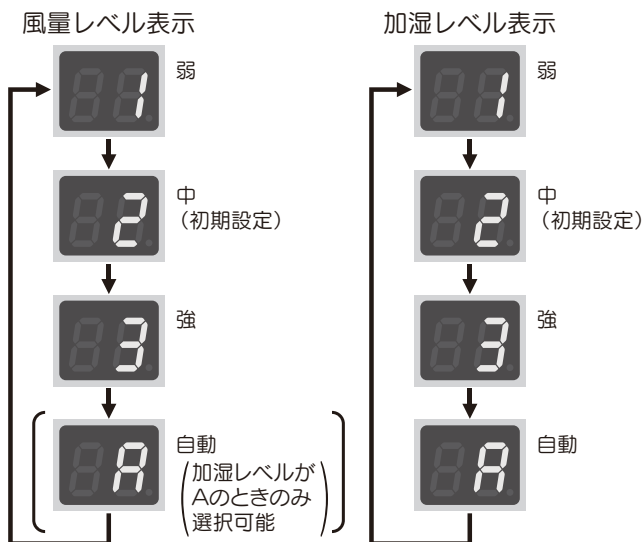 風量レベル表示
1
弱
2
中
（初期設定）
3
強
A
自動
（加湿レベルが
Aのときのみ
選択可能）
加湿レベル表示
1
弱
2
中
（初期設定）
3
強
A
自動